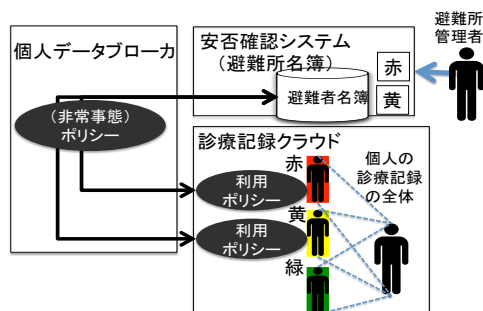 個人データブローカ
(非常事態)
ポリシー
安否確認システム
(避難所名簿)
避難者名簿
赤
黄
避難所
管理者
診療記録クラウド
赤
利用
ポリシー
黄
利用
ポリシー
緑
個人の
診療記録
の全体